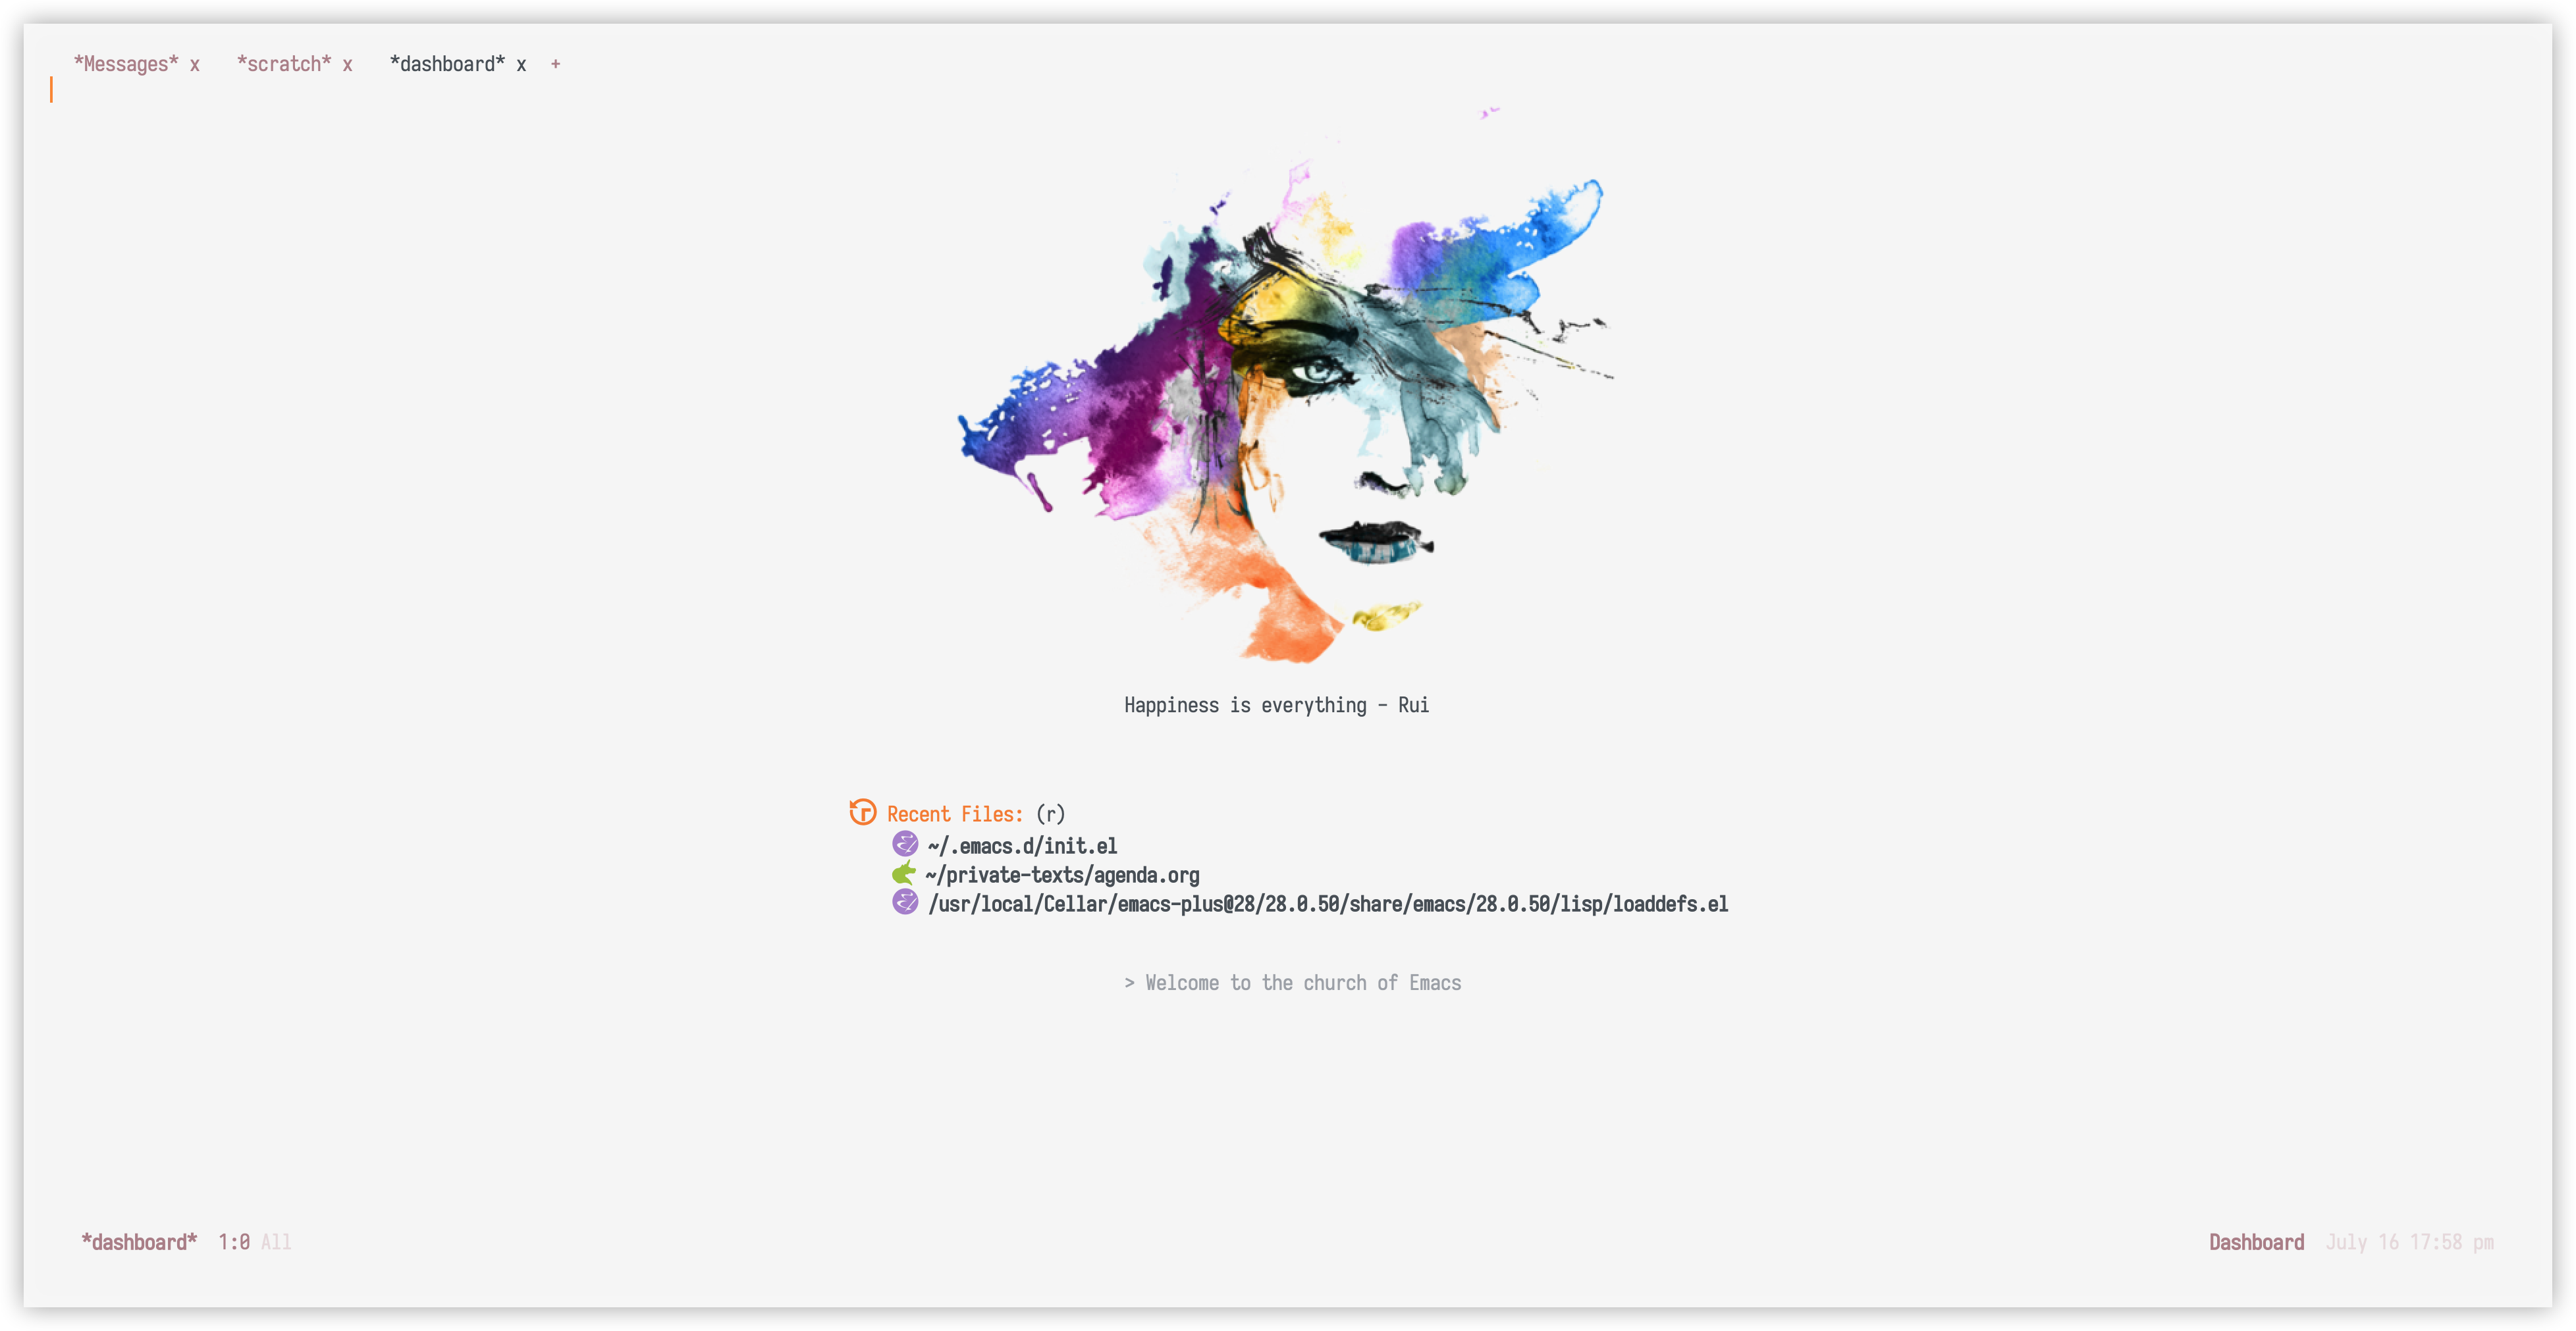 *Messages* x *scratch* x *dashboard* x +
Happiness is everything - Rui
Recent Files: (r)
~/.emacs.d/init.el
~/private-texts/agenda.org
/usr/local/Cellar/emacs-plus@28/28.0.50/share/emacs/28.0.50/lisp/loaddefs.el
> Welcome to the church of Emacs
*dashboard* 1:0 All Dashboard July 16 17:58 pm